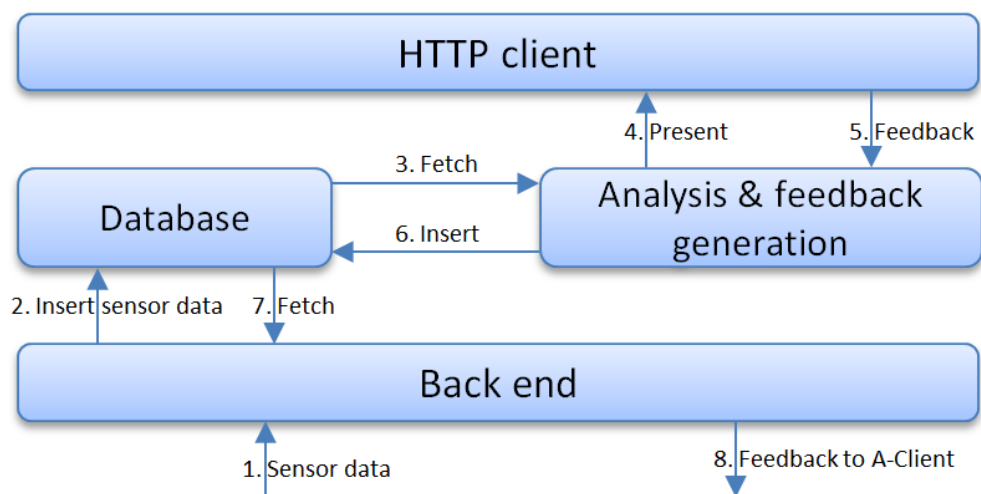 HTTP client
4. Present
5. Feedback
3. Fetch
Database
Analysis & feedback
generation
6. Insert
2. Insert sensor data
7. Fetch
Back end
1. Sensor data
8. Feedback to A-Client